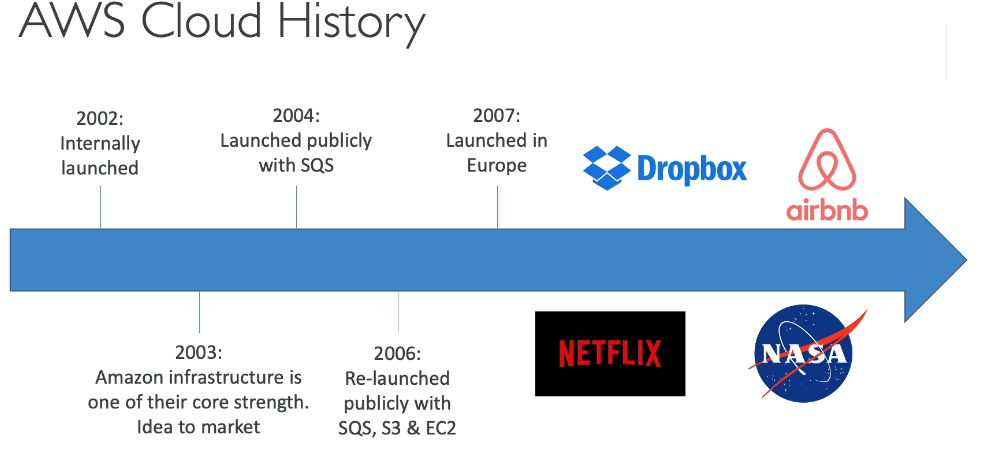 AWS Cloud History
2002:
Internally
launched
2004:
Launched publicly
with SQS
2007:
Launched in
Europe
Dropbox
airbnb
2003:
Amazon infrastructure is
one of their core strength.
Idea to market
2006:
Re-launched
publicly with
SQS, S3 & EC2
NETFLIX
NASA